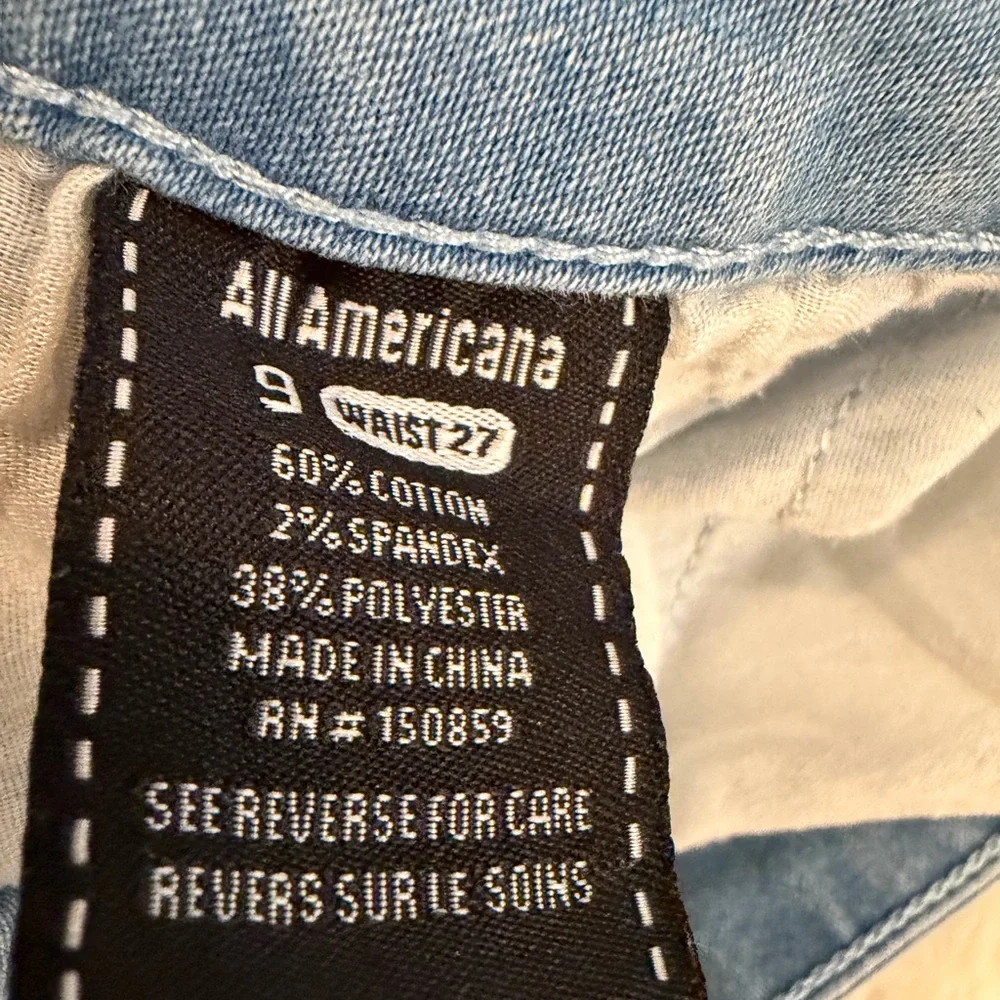 All Americana
9 WAIST 27
60% COTTON
2% SPANDEX
38% POLYESTER
MADE IN CHINA
RN # 150859
SEE REVERSE FOR CARE
REVERS SUR LE SOINS